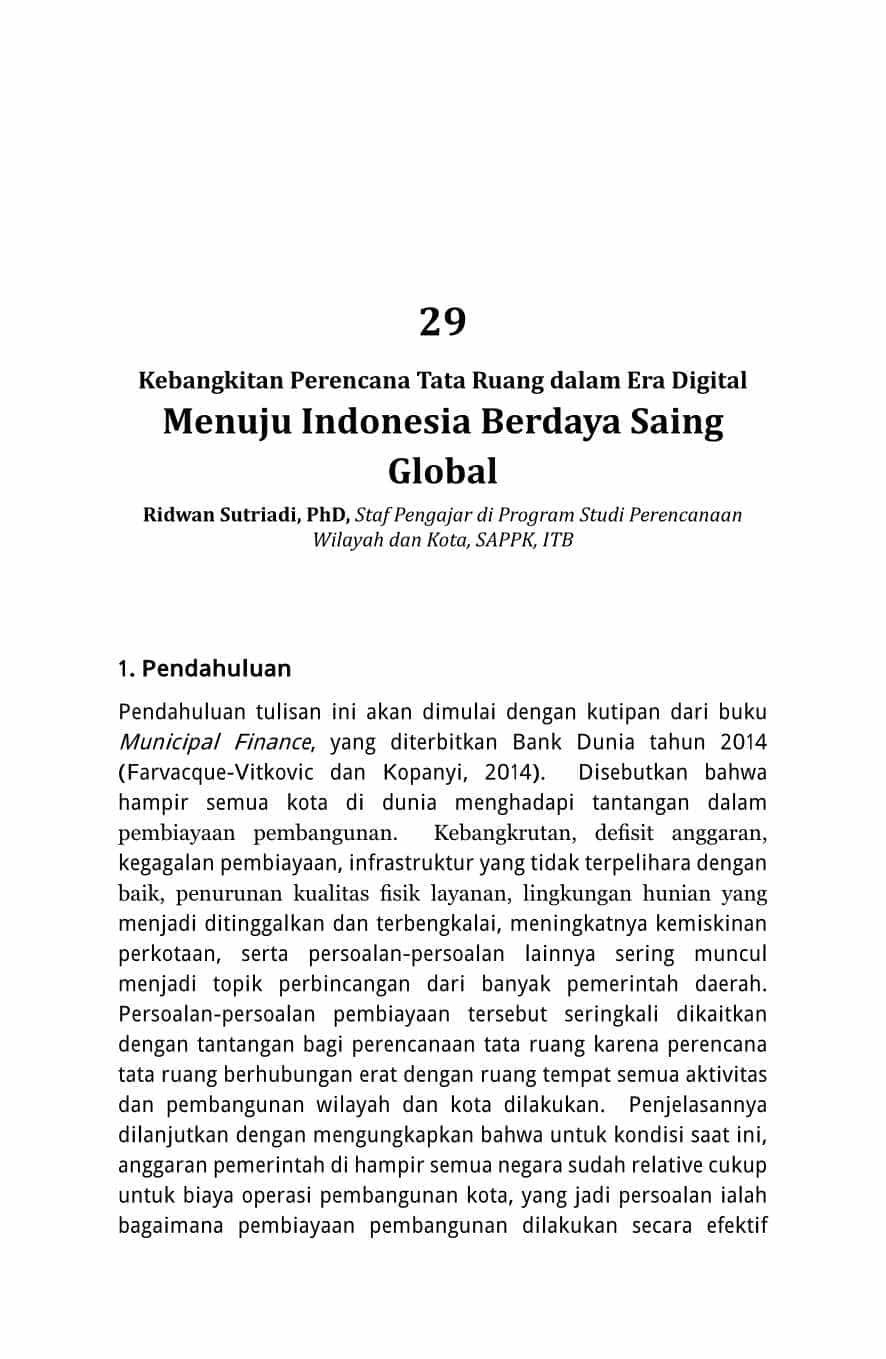 29
Kebangkitan Perencana Tata Ruang dalam Era Digital
Menuju Indonesia Berdaya Saing
Global
Ridwan Sutriadi, PhD, Staf Pengajar di Program Studi Perencanaan
Wilayah dan Kota, SAPPK, ITB
1. Pendahuluan
Pendahuluan tulisan ini akan dimulai dengan kutipan dari buku
Municipal Finance, yang diterbitkan Bank Dunia tahun 2014
(Farvacque-Vitkovic dan Kopanyi, 2014). Disebutkan bahwa
hampir semua kota di dunia menghadapi tantangan dalam
pembiayaan pembangunan. Kebangkrutan, defisit anggaran,
kegagalan pembiayaan, infrastruktur yang tidak terpelihara dengan
baik, penurunan kualitas fisik layanan, lingkungan hunian yang
menjadi ditinggalkan dan terbengkalai, meningkatnya kemiskinan
perkotaan, serta persoalan-persoalan lainnya sering muncul
menjadi topik perbincangan dari banyak pemerintah daerah.
Persoalan-persoalan pembiayaan tersebut seringkali dikaitkan
dengan tantangan bagi perencanaan tata ruang karena perencana
tata ruang berhubungan erat dengan ruang tempat semua aktivitas
dan pembangunan wilayah dan kota dilakukan. Penjelasannya
dilanjutkan dengan mengungkapkan bahwa untuk kondisi saat ini,
anggaran pemerintah di hampir semua negara sudah relative cukup
untuk biaya operasi pembangunan kota, yang jadi persoalan ialah
bagaimana pembiayaan pembangunan dilakukan secara efektif